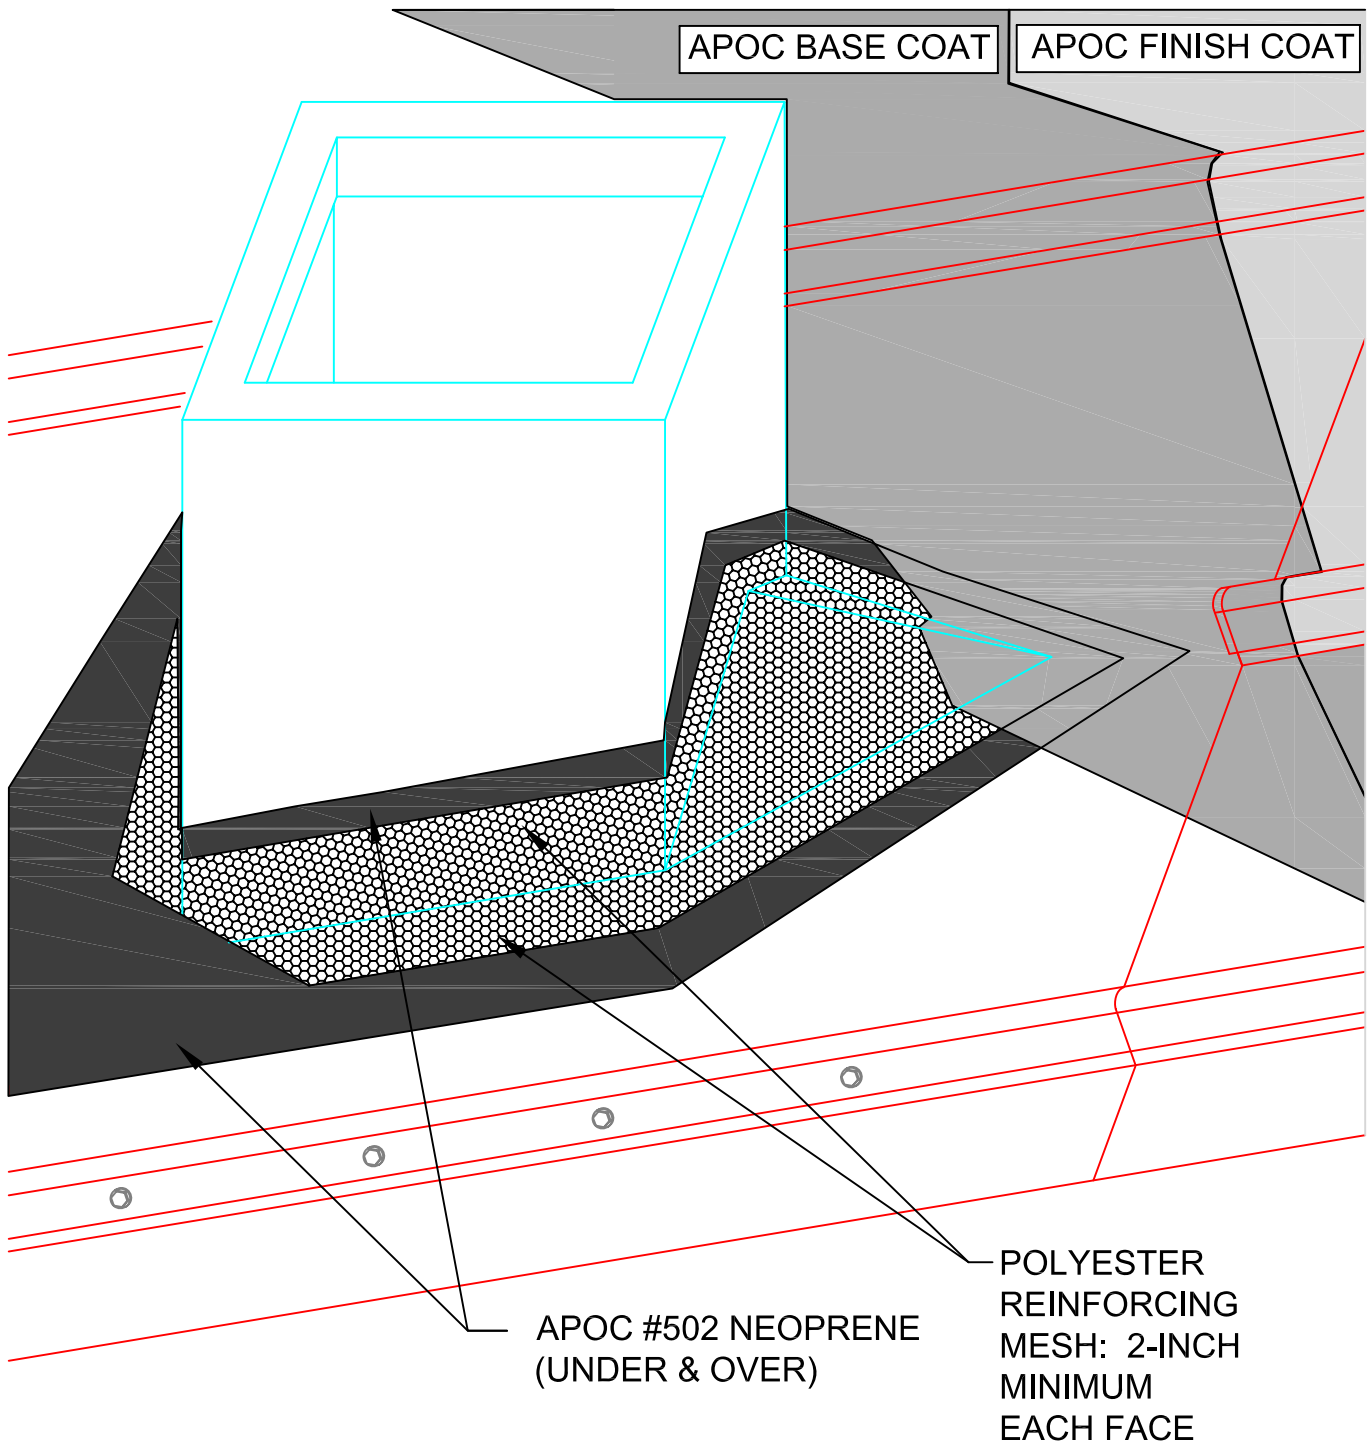 APOC BASE COAT
APOC FINISH COAT
APOC #502 NEOPRENE
(UNDER & OVER)
POLYESTER
REINFORCING
MESH: 2-INCH
MINIMUM
EACH FACE